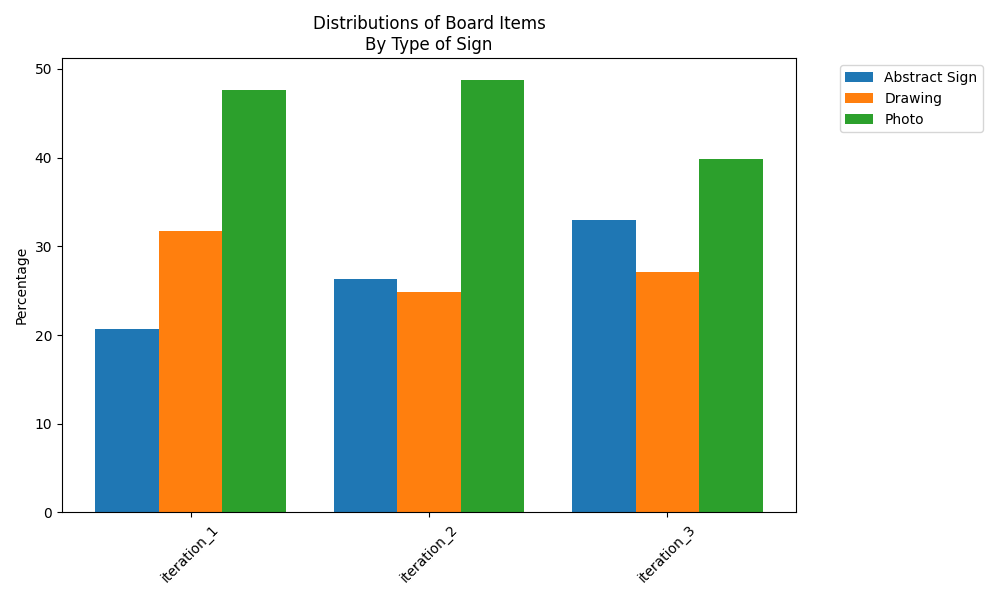 Distributions of Board Items
By Type of Sign
Abstract Sign
Drawing
Photo
Percentage
50
40
30
20
10
0
iteration_1
iteration_2
iteration_3